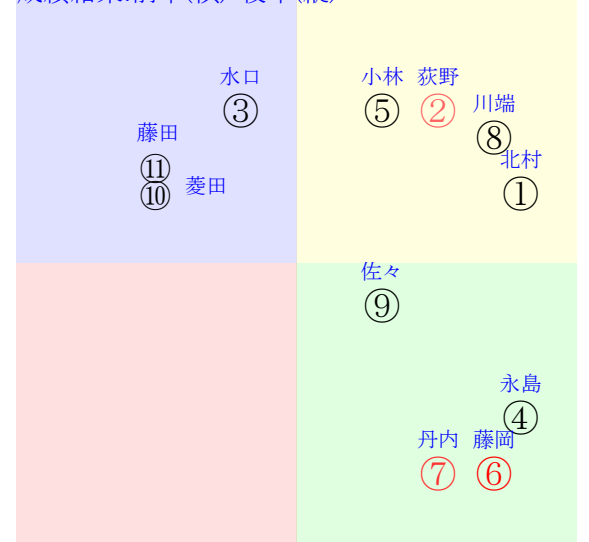 水口
③
小林
⑤
荻野
②
川端
⑧
北村
①
藤田
⑪
⑩
菱田
佐々
⑨
永島
④
丹内
⑦
藤岡
⑥